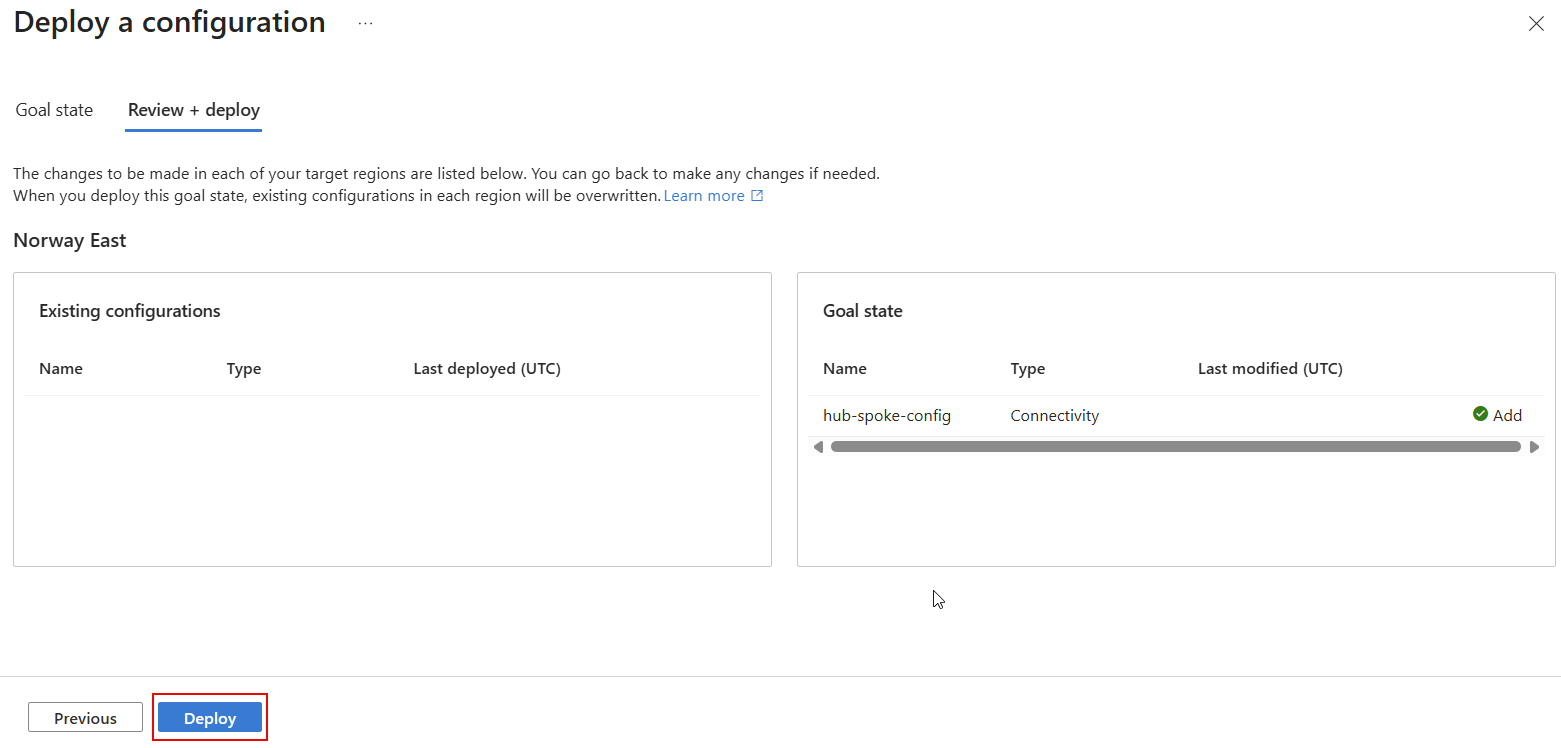 Deploy a configuration ...
Goal state Review + deploy
The changes to be made in each of your target regions are listed below. You can go back to make any changes if needed.
When you deploy this goal state, existing configurations in each region will be overwritten. Learn more
Norway East
Existing configurations
Name Type Last deployed (UTC)
Goal state
Name Type Last modified (UTC)
hub-spoke-config Connectivity Add
Previous Deploy